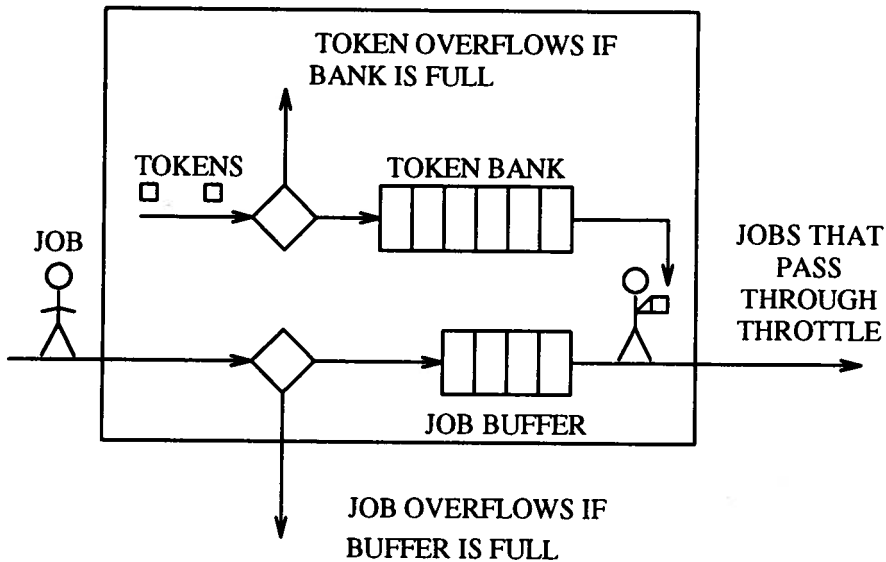 TOKEN OVERFLOWS IF
BANK IS FULL
TOKENS
TOKEN BANK
JOB
JOBS THAT
PASS
THROUGH
THROTTLE
JOB BUFFER
JOB OVERFLOWS IF
BUFFER IS FULL